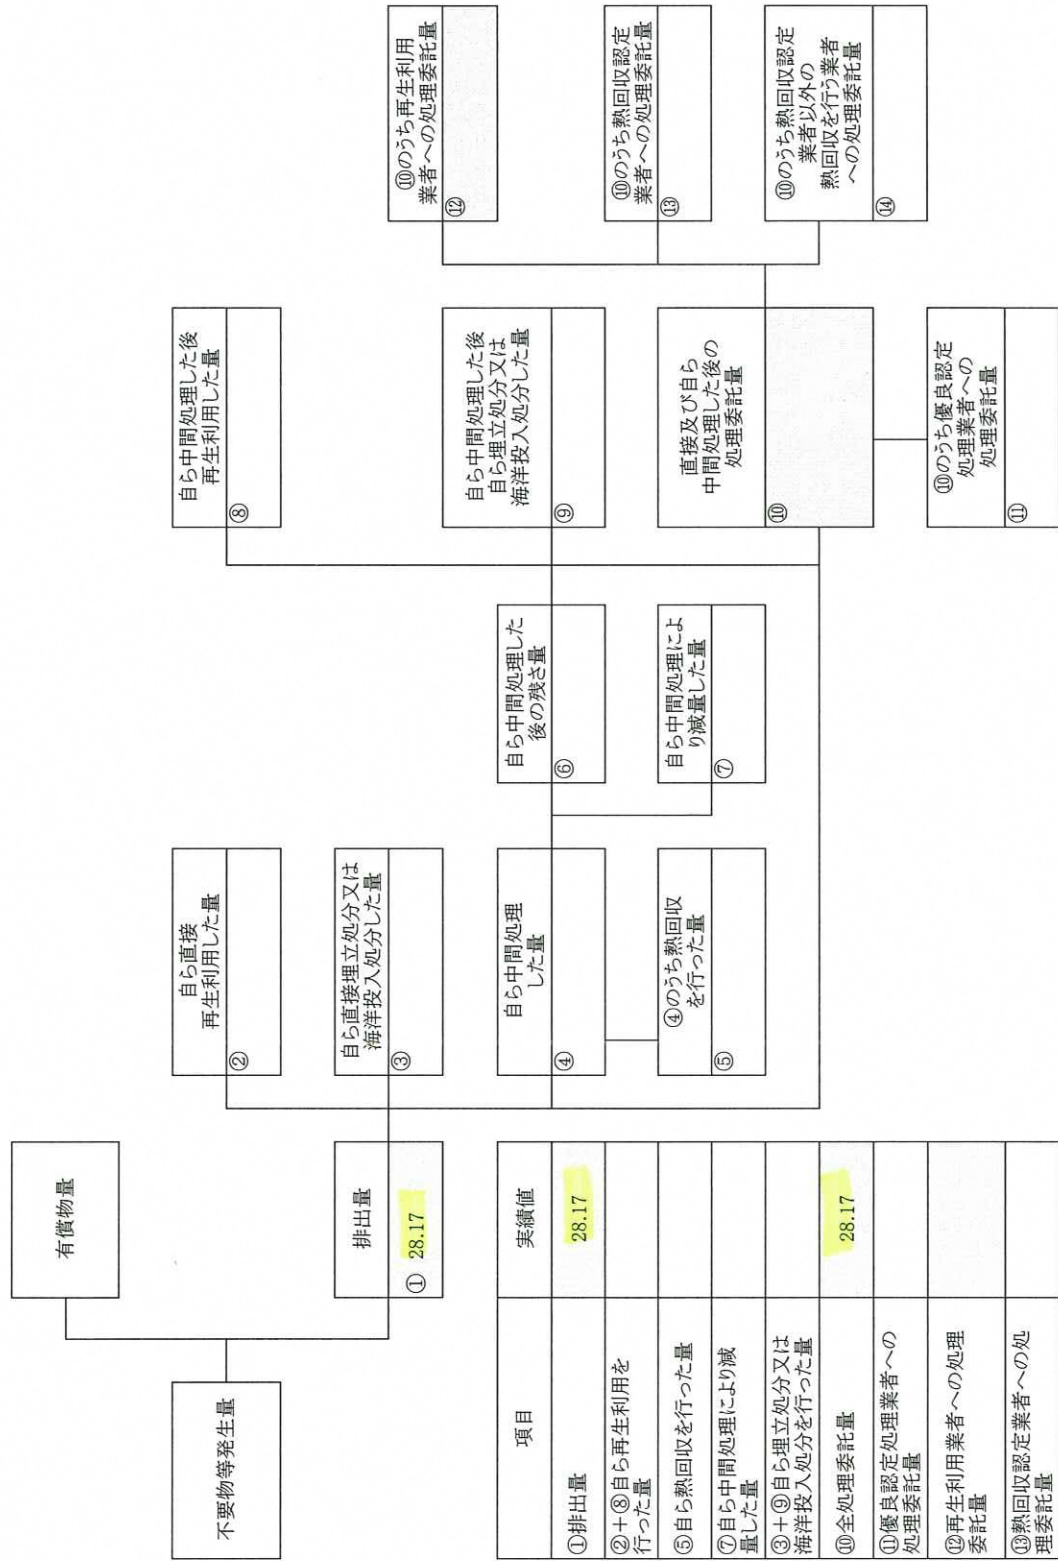 有償物量
不要物等発生量
排出量
① 28.17
自ら直接
再生利用した量
②
自ら直接埋立処分又は
海洋投入処分した量
③
自ら中間処理
した量
④
④のうち熱回収
を行った量
⑤
自ら中間処理した
後の残さ量
⑥
自ら中間処理によ
り減量した量
⑦
自ら中間処理した後
再生利用した量
⑧
自ら中間処理した後
自ら埋立処分又は
海洋投入処分した量
⑨
直接及び自ら
中間処理した後の
処理委託量
⑩
⑩のうち優良認定
処理業者への
処理委託量
⑪
⑩のうち再生利用
業者への処理委託量
⑫
⑩のうち熱回収認定
業者への処理委託量
⑬
⑩のうち熱回収認定
業者以外の
熱回収を行う業者
への処理委託量
⑭
項目 実績値
①排出量 28.17
②+⑧自ら再生利用を
行った量
⑤自ら熱回収を行った量
⑦自ら中間処理により減
量した量
③+⑨自ら埋立処分又は
海洋投入処分を行った量
⑩全処理委託量 28.17
⑪優良認定処理業者への
処理委託量
⑫再生利用業者への処理
委託量
⑬熱回収認定業者への処
理委託量